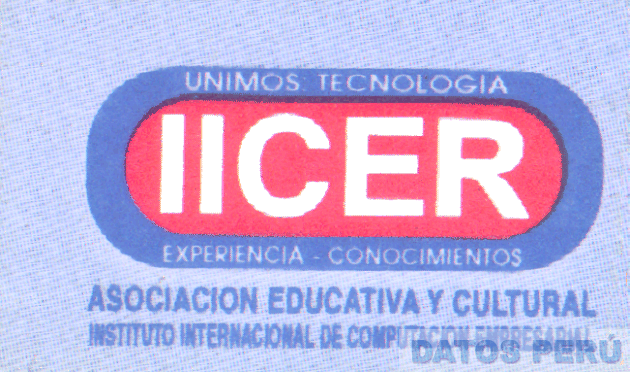 UNIMOS TECNOLOGIA
IICER
EXPERIENCIA - CONOCIMIENTOS
ASOCIACION EDUCATIVA Y CULTURAL
INSTITUTO INTERNACIONAL DE COMPUTACION EMPRESARIAL
DATOS PERÚ